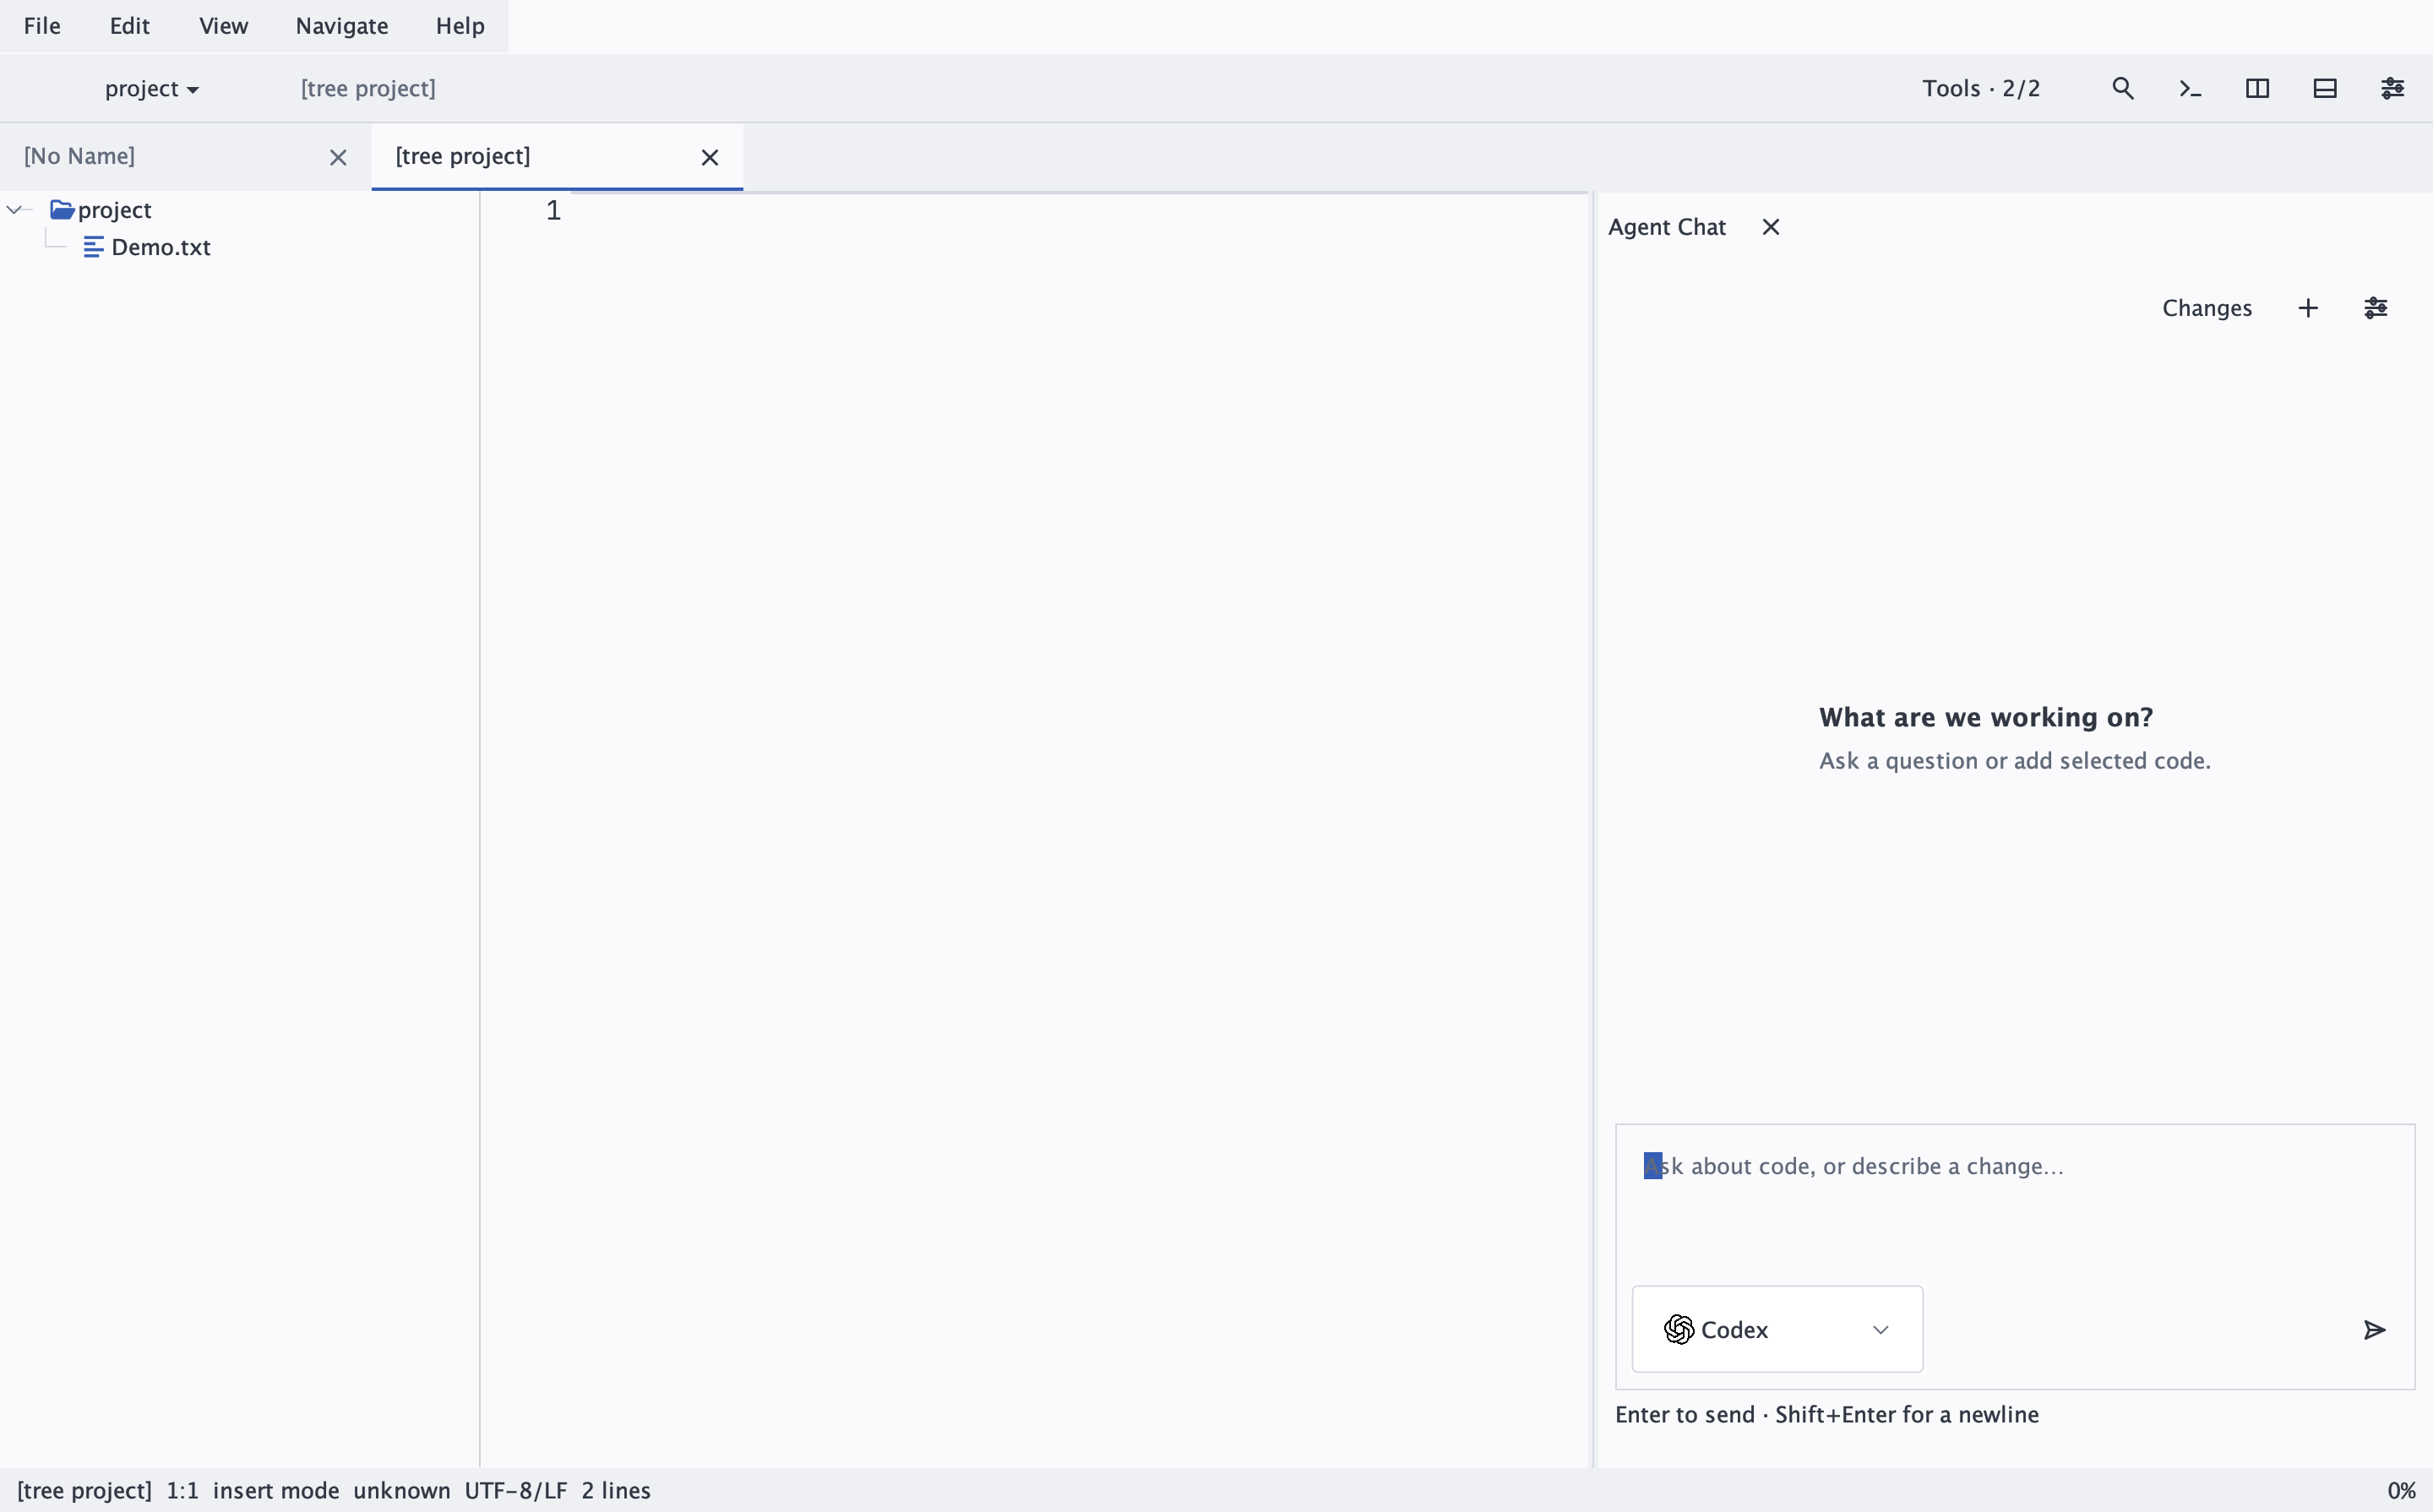 File Edit View Navigate Help
project [tree project] Tools · 2/2
[No Name] [tree project]
project
Demo.txt
1
Agent Chat
Changes
What are we working on?
Ask a question or add selected code.
Ask about code, or describe a change...
Codex
Enter to send · Shift+Enter for a newline
[tree project] 1:1 insert mode unknown UTF-8/LF 2 lines 0%